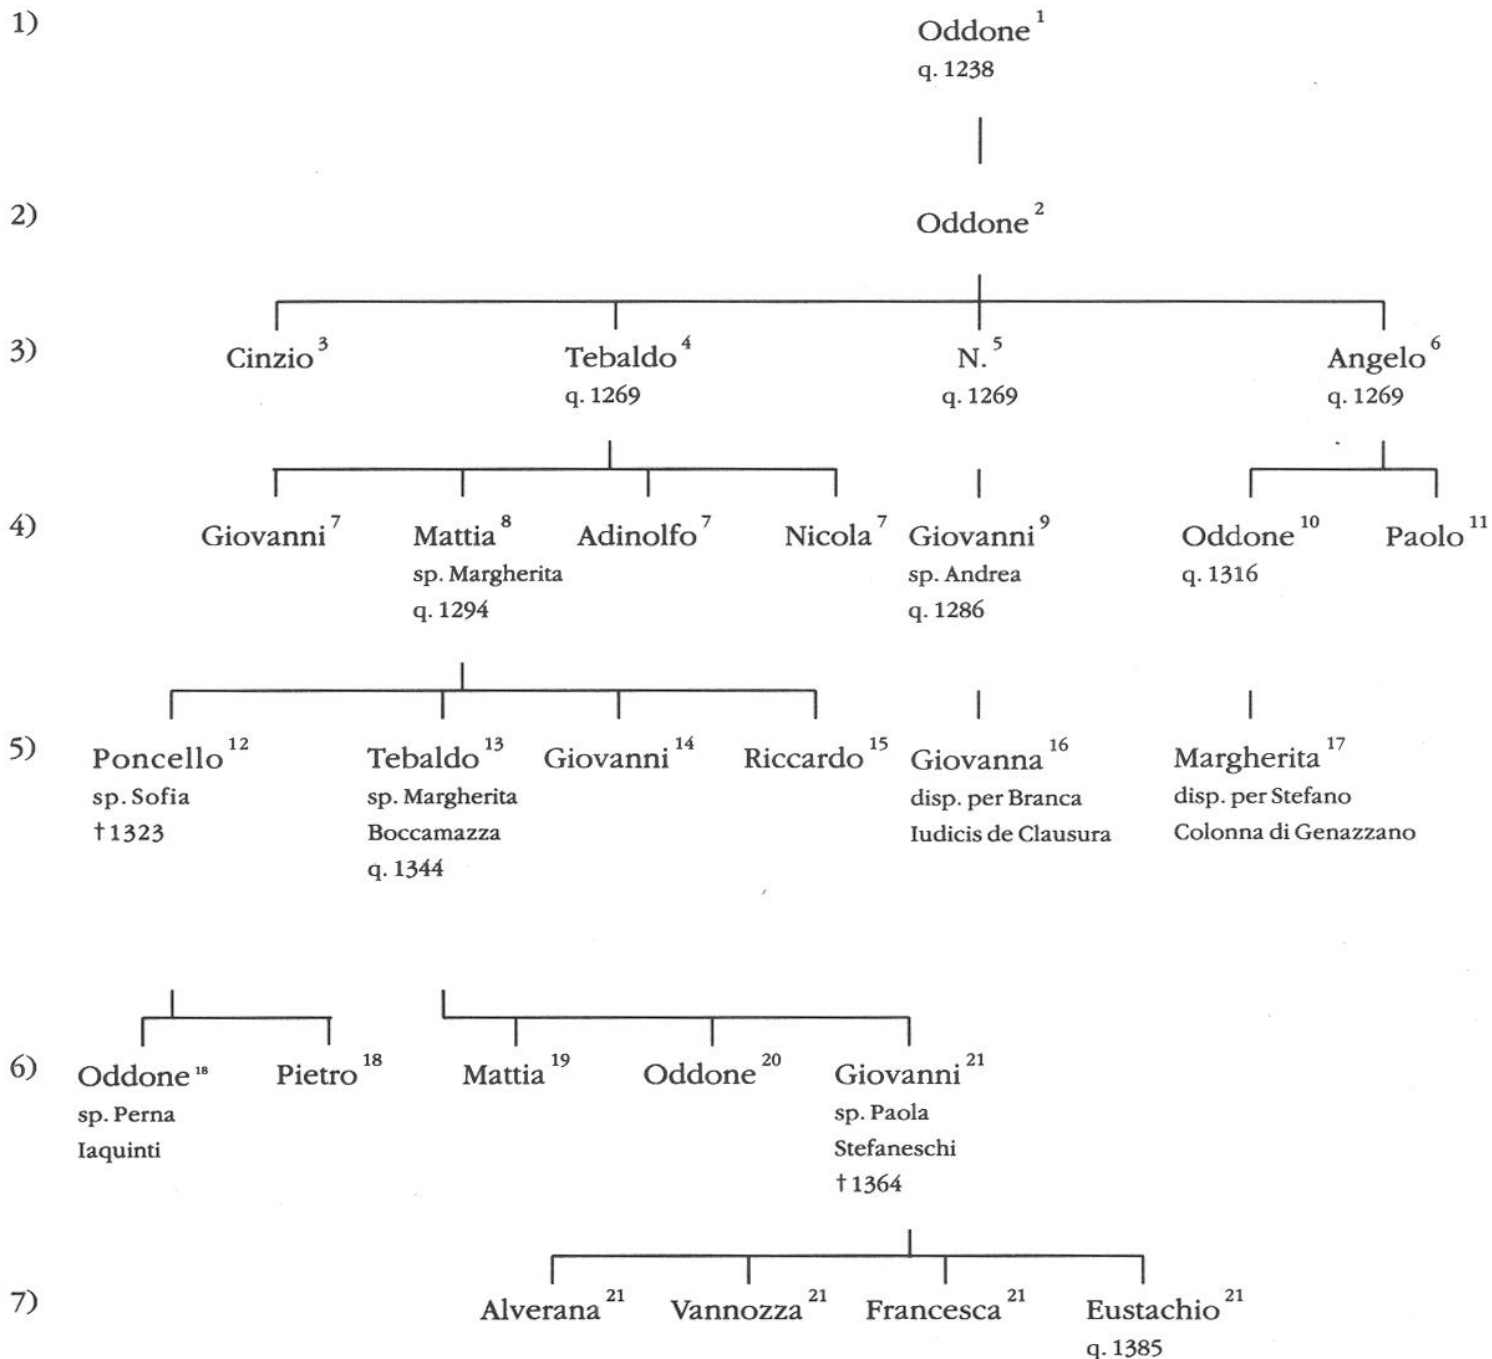 1)
Oddone 1
q. 1238
2)
Oddone 2
3)
Cinzio 3 Tebaldo 4 N. 5 Angelo 6
q. 1269 q. 1269 q. 1269
4)
Giovanni 7 Mattia 8 Adinolfo 7 Nicola 7 Giovanni 9 Oddone 10 Paolo 11
sp. Margherita sp. Andrea q. 1316
q. 1294 q. 1286
5)
Poncello 12 Tebaldo 13 Giovanni 14 Riccardo 15 Giovanna 16 Margherita 17
sp. Sofia sp. Margherita disp. per Branca disp. per Stefano
†1323 Boccamazza Iudicis de Clausura Colonna di Genazzano
q. 1344
6)
Oddone 18 Pietro 18 Mattia 19 Oddone 20 Giovanni 21
sp. Perna sp. Paola
Iaquinti Stefaneschi
†1364
7)
Alverana 21 Vannozza 21 Francesca 21 Eustachio 21
q. 1385